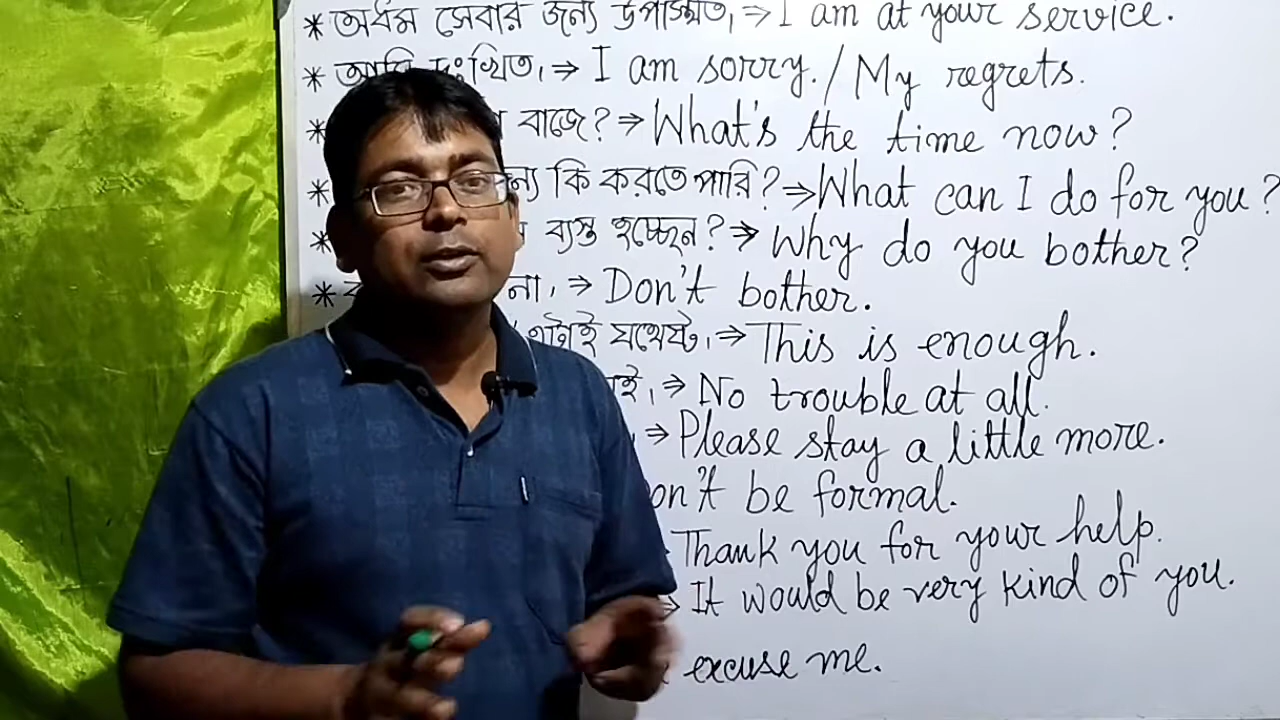 * অধম সেবার জন্য উপস্থিত, ⇒ I am at your service.
* আমি দুঃখিত, ⇒ I am sorry. / My regrets.
* বাজে? ⇒ What's the time now?
* কি করতে পারি? ⇒ What can I do for you?
* ব্যস্ত হচ্ছেন? ⇒ Why do you bother?
* না, ⇒ Don't bother.
এটাই যথেষ্ট, ⇒ This is enough.
⇒ No trouble at all.
⇒ Please stay a little more.
be formal.
Thank you for your help.
It would be very kind of you.
excuse me.